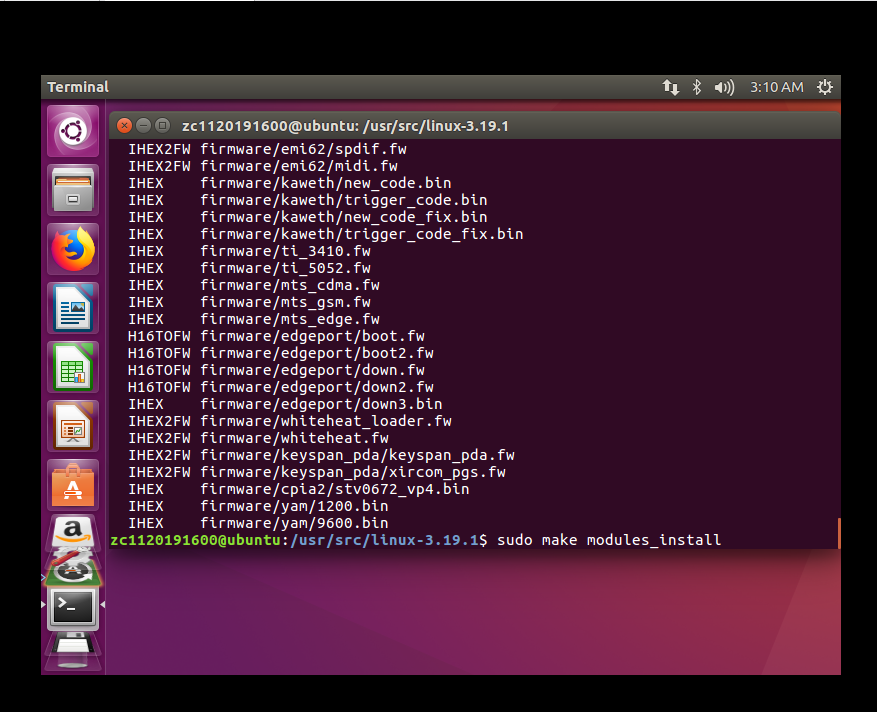 Terminal
3:10 AM
zc1120191600@ubuntu: /usr/src/linux-3.19.1
IHEX2FW firmware/emi62/spdif.fw
IHEX2FW firmware/emi62/midi.fw
IHEX    firmware/kaweth/new_code.bin
IHEX    firmware/kaweth/trigger_code.bin
IHEX    firmware/kaweth/new_code_fix.bin
IHEX    firmware/kaweth/trigger_code_fix.bin
IHEX    firmware/ti_3410.fw
IHEX    firmware/ti_5052.fw
IHEX    firmware/mts_cdma.fw
IHEX    firmware/mts_gsm.fw
IHEX    firmware/mts_edge.fw
H16TOFW firmware/edgeport/boot.fw
H16TOFW firmware/edgeport/boot2.fw
H16TOFW firmware/edgeport/down.fw
H16TOFW firmware/edgeport/down2.fw
IHEX    firmware/edgeport/down3.bin
IHEX2FW firmware/whiteheat_loader.fw
IHEX2FW firmware/whiteheat.fw
IHEX2FW firmware/keyspan_pda/keyspan_pda.fw
IHEX2FW firmware/keyspan_pda/xircom_pgs.fw
IHEX    firmware/cpia2/stv0672_vp4.bin
IHEX    firmware/yam/1200.bin
IHEX    firmware/yam/9600.bin
zc1120191600@ubuntu:/usr/src/linux-3.19.1$ sudo make modules_install